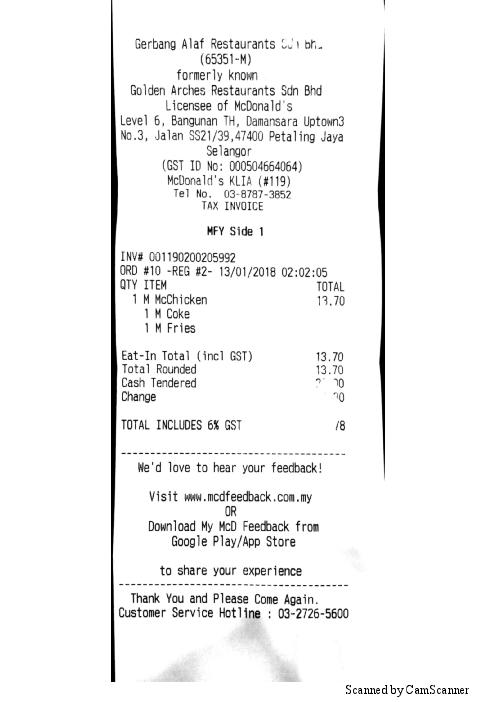 Gerbang Alaf Restaurants
(65351-M)
formerly known
Golden Arches Restaurants Sdn Bhd
Licensee of McDonald's
Level 6, Bangunan TH, Damansara Uptown3
No.3, Jalan SS21/39,47400 Petaling Jaya
Selangor
(GST ID No: 000504664064)
McDonald's KLIA (#119)
Tel No. 03-8787-3852
TAX INVOICE
MFY Side 1
INV# 001190200205992
ORD #10 -REG #2- 13/01/2018 02:02:05
QTY ITEM TOTAL
1 M McChicken 13.70
1 M Coke
1 M Fries
Eat-In Total (incl GST) 13.70
Total Rounded 13.70
Cash Tendered
Change
TOTAL INCLUDES 6% GST
We'd love to hear your feedback!
Visit www.mcdfeedback.com.my
OR
Download My McD Feedback from
Google Play/App Store
to share your experience
Thank You and Please Come Again.
Customer Service Hotline : 03-2726-5600
Scanned by CamScanner